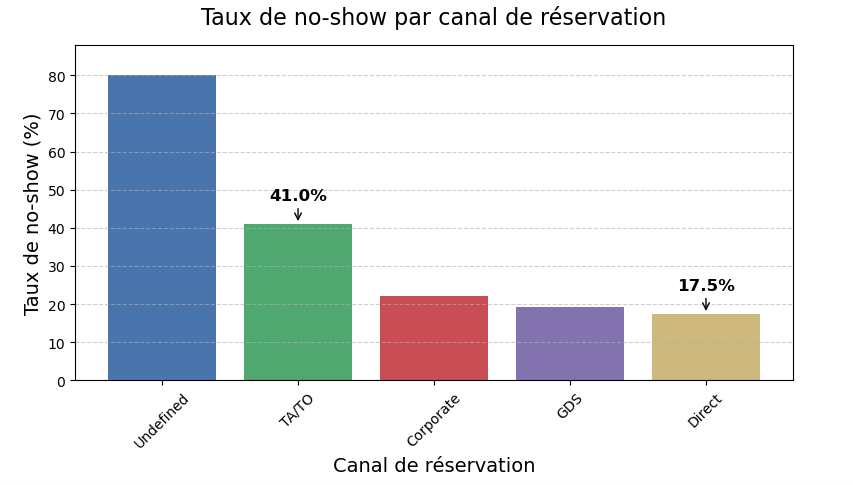 Taux de no-show par canal de réservation
Taux de no-show (%)
80
70
60
50
40
30
20
10
0
41.0%
17.5%
Undefined
TA/TO
Corporate
GDS
Direct
Canal de réservation